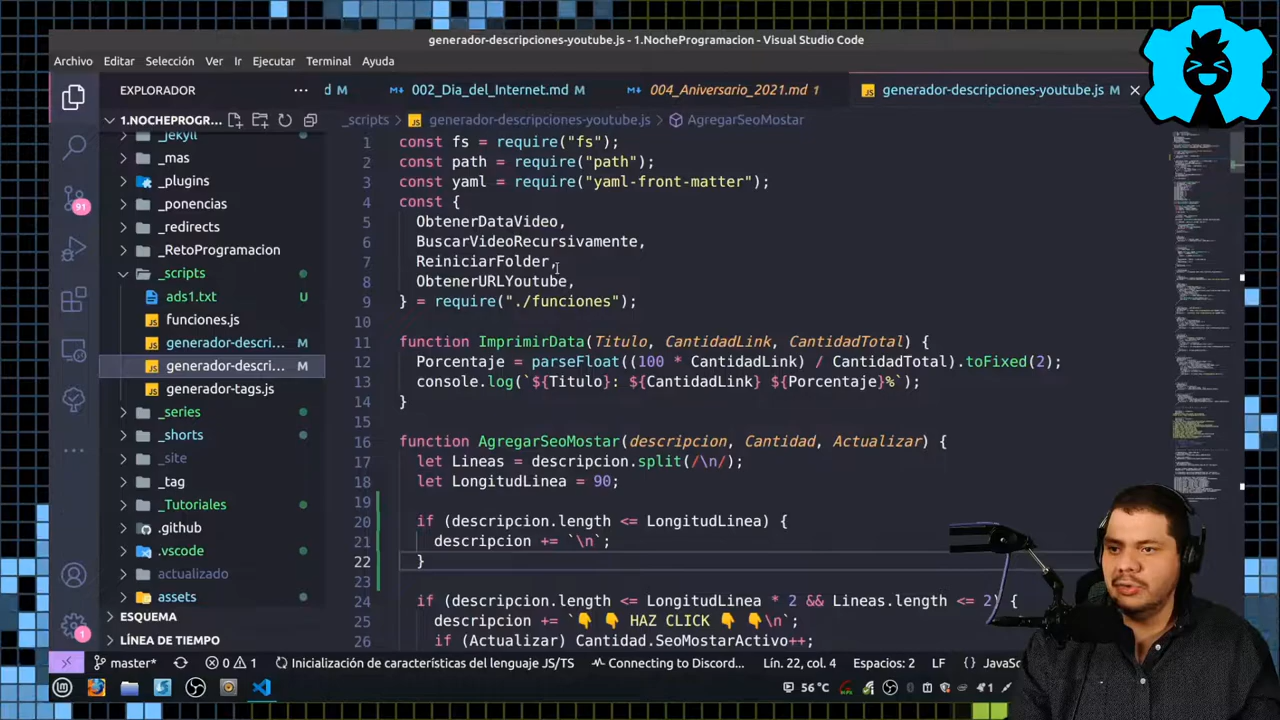 generador-descripciones-youtube.js - 1.NocheProgramacion - Visual Studio Code
Archivo Editar Selección Ver Ir Ejecutar Terminal Ayuda
EXPLORADOR
d M 002_Dia_del_Internet.md M 004_Aniversario_2021.md 1 generador-descripciones-youtube.js M
1.NOCHEPROGR...
_scripts generador-descripciones-youtube.js AgregarSeoMostar
_jekyll
_mas
_plugins
_ponencias
_redirects
_RetoProgramacion
_scripts
ads1.txt U
funciones.js
generador-descri... M
generador-descri... M
generador-tags.js
_series
_shorts
_site
_tag
_Tutoriales
.github
.vscode
actualizado
assets
ESQUEMA
LÍNEA DE TIEMPO
91
1
1 const fs = require("fs");
2 const path = require("path");
3 const yaml = require("yaml-front-matter");
4 const {
5 ObtenerDataVideo,
6 BuscarVideoRecursivamente,
7 ReiniciarFolder,
8 ObtenerYoutube,
9 } = require("./funciones");
10
11 function ImprimirData(Titulo, CantidadLink, CantidadTotal) {
12 Porcentaje = parseFloat((100 * CantidadLink) / CantidadTotal).toFixed(2);
13 console.log(`${Titulo}: ${CantidadLink} ${Porcentaje}%`);
14 }
15
16 function AgregarSeoMostar(descripcion, Cantidad, Actualizar) {
17 let Lineas = descripcion.split(/\n/);
18 let LongitudLinea = 90;
19
20 if (descripcion.length <= LongitudLinea) {
21 descripcion += `\n`;
22 }
23
24 if (descripcion.length <= LongitudLinea * 2 && Lineas.length <= 2) {
25 descripcion += `👇 👇 HAZ CLICK 👇 👇\n`;
26 if (Actualizar) Cantidad.SeoMostarActivo++;
master* 0 1 Inicialización de características del lenguaje JS/TS Connecting to Discord... Lín. 22, col. 4 Espacios: 2 LF {} JavaSc
56 °C 0 1